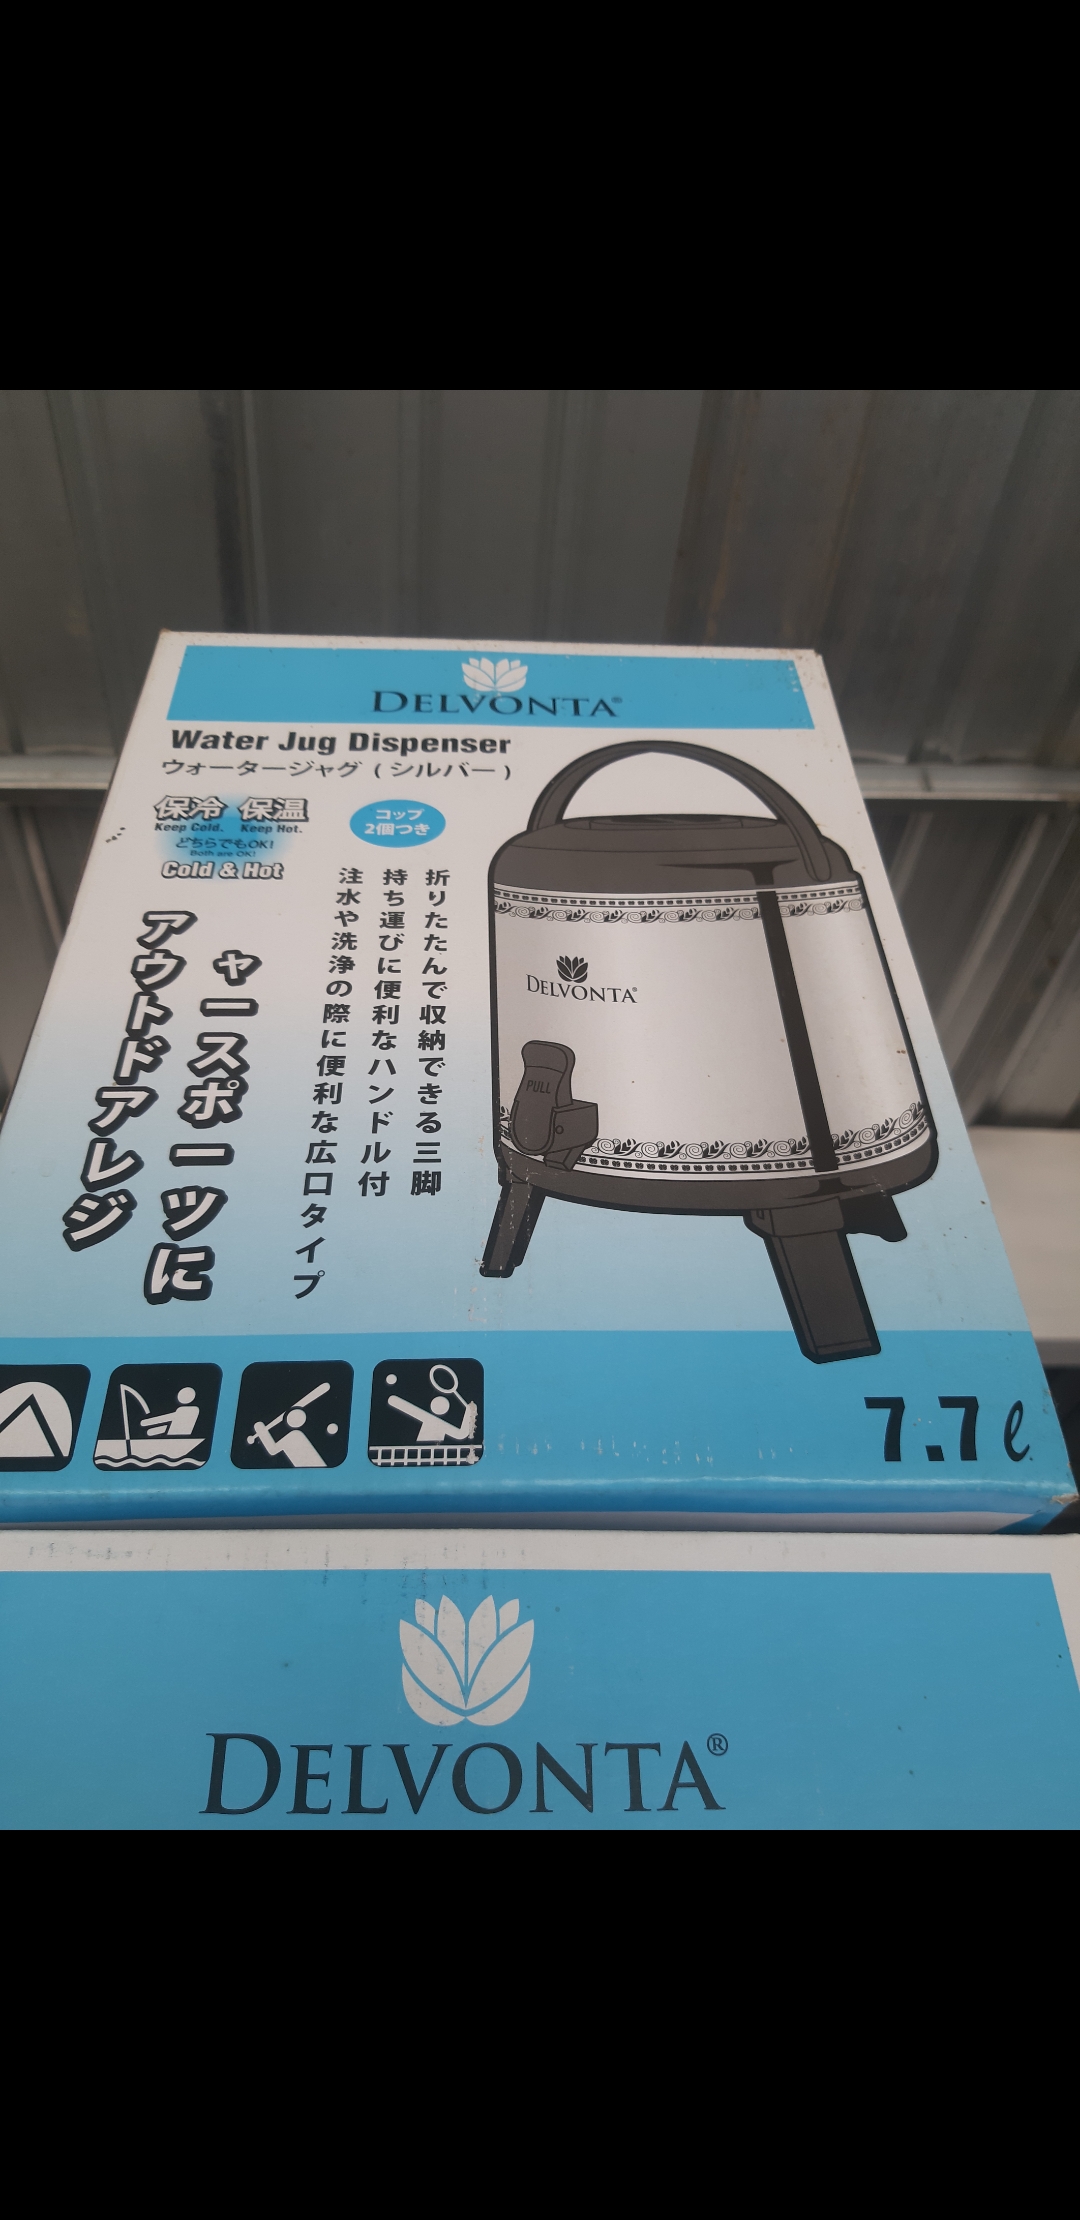 DELVONTA®
Water Jug Dispenser
ウォータージャグ (シルバー)
保冷 保温
Keep Cold. Keep Hot.
どちらでもOK!
Both are OK!
Cold & Hot
コップ
2個つき
折りたたんで収納できる三脚
持ち運びに便利なハンドル付
注水や洗浄の際に便利な広口タイプ
ャースポーツに
アウトドアレジ
DELVONTA®
PULL
7.7ℓ
DELVONTA®